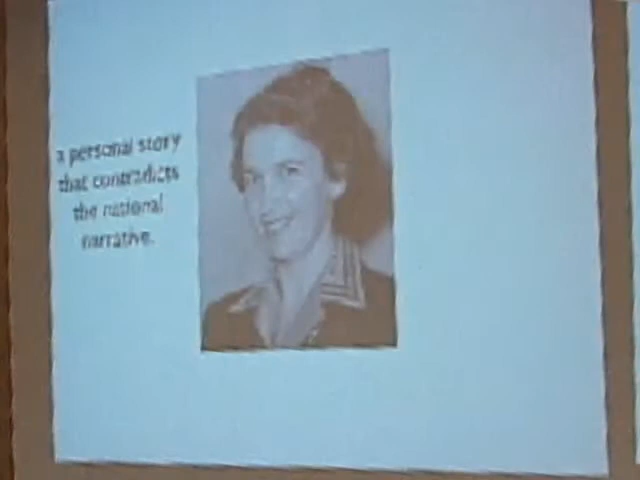 a personal story
that contradicts
the national
narrative.